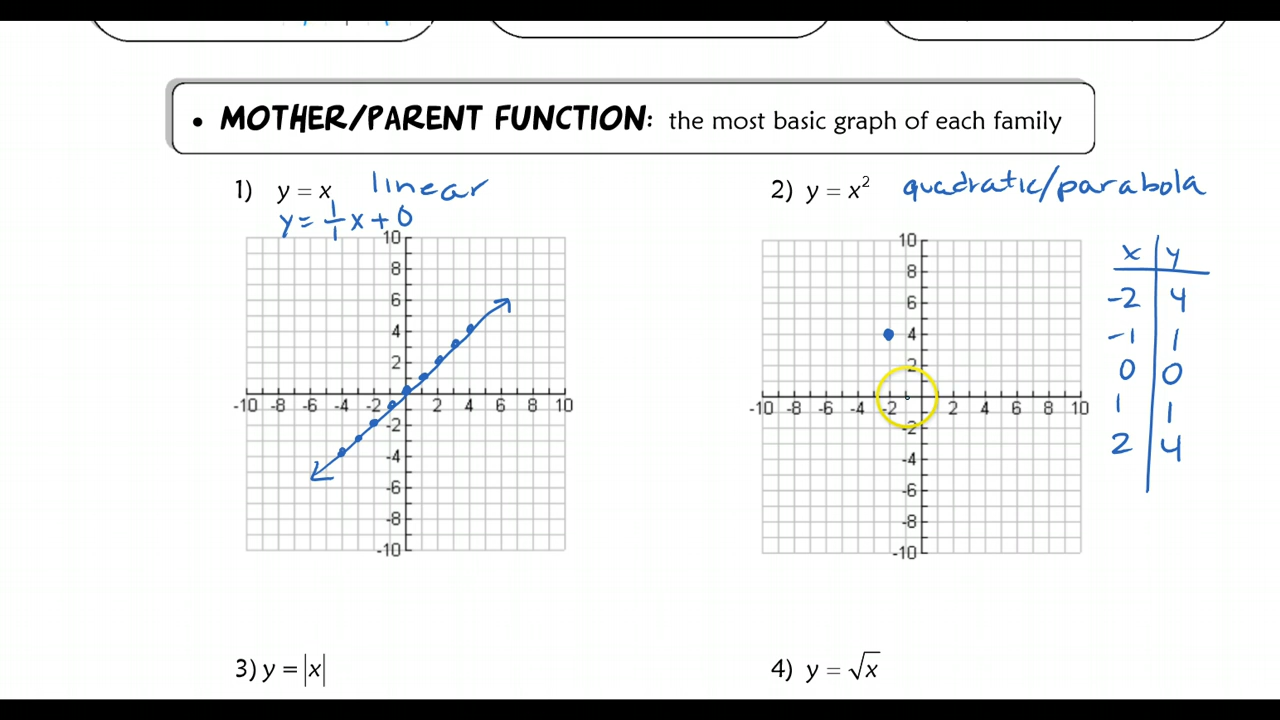 • MOTHER/PARENT FUNCTION: the most basic graph of each family
1) y = x linear
y = 1/1 x + 0
10
8
6
4
2
-10 -8 -6 -4 -2 2 4 6 8 10
-2
-4
-6
-8
-10
2) y = x² quadratic/parabola
10
8
6
4
2
-10 -8 -6 -4 -2 2 4 6 8 10
-2
-4
-6
-8
-10
x y
-2 4
-1 1
0 0
1 1
2 4
3) y = |x|
4) y = √x